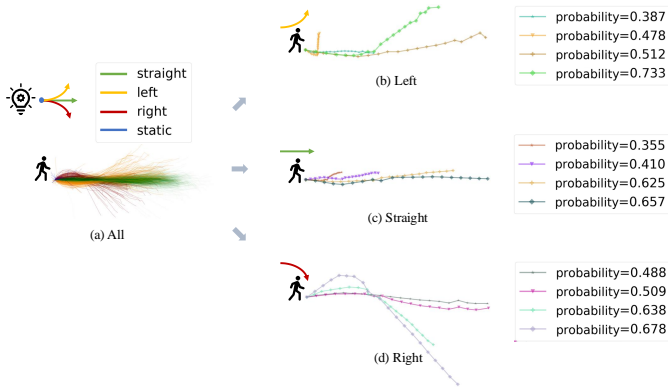 straight
left
right
static
(a) All
probability=0.387
probability=0.478
probability=0.512
probability=0.733
(b) Left
probability=0.355
probability=0.410
probability=0.625
probability=0.657
(c) Straight
probability=0.488
probability=0.509
probability=0.638
probability=0.678
(d) Right